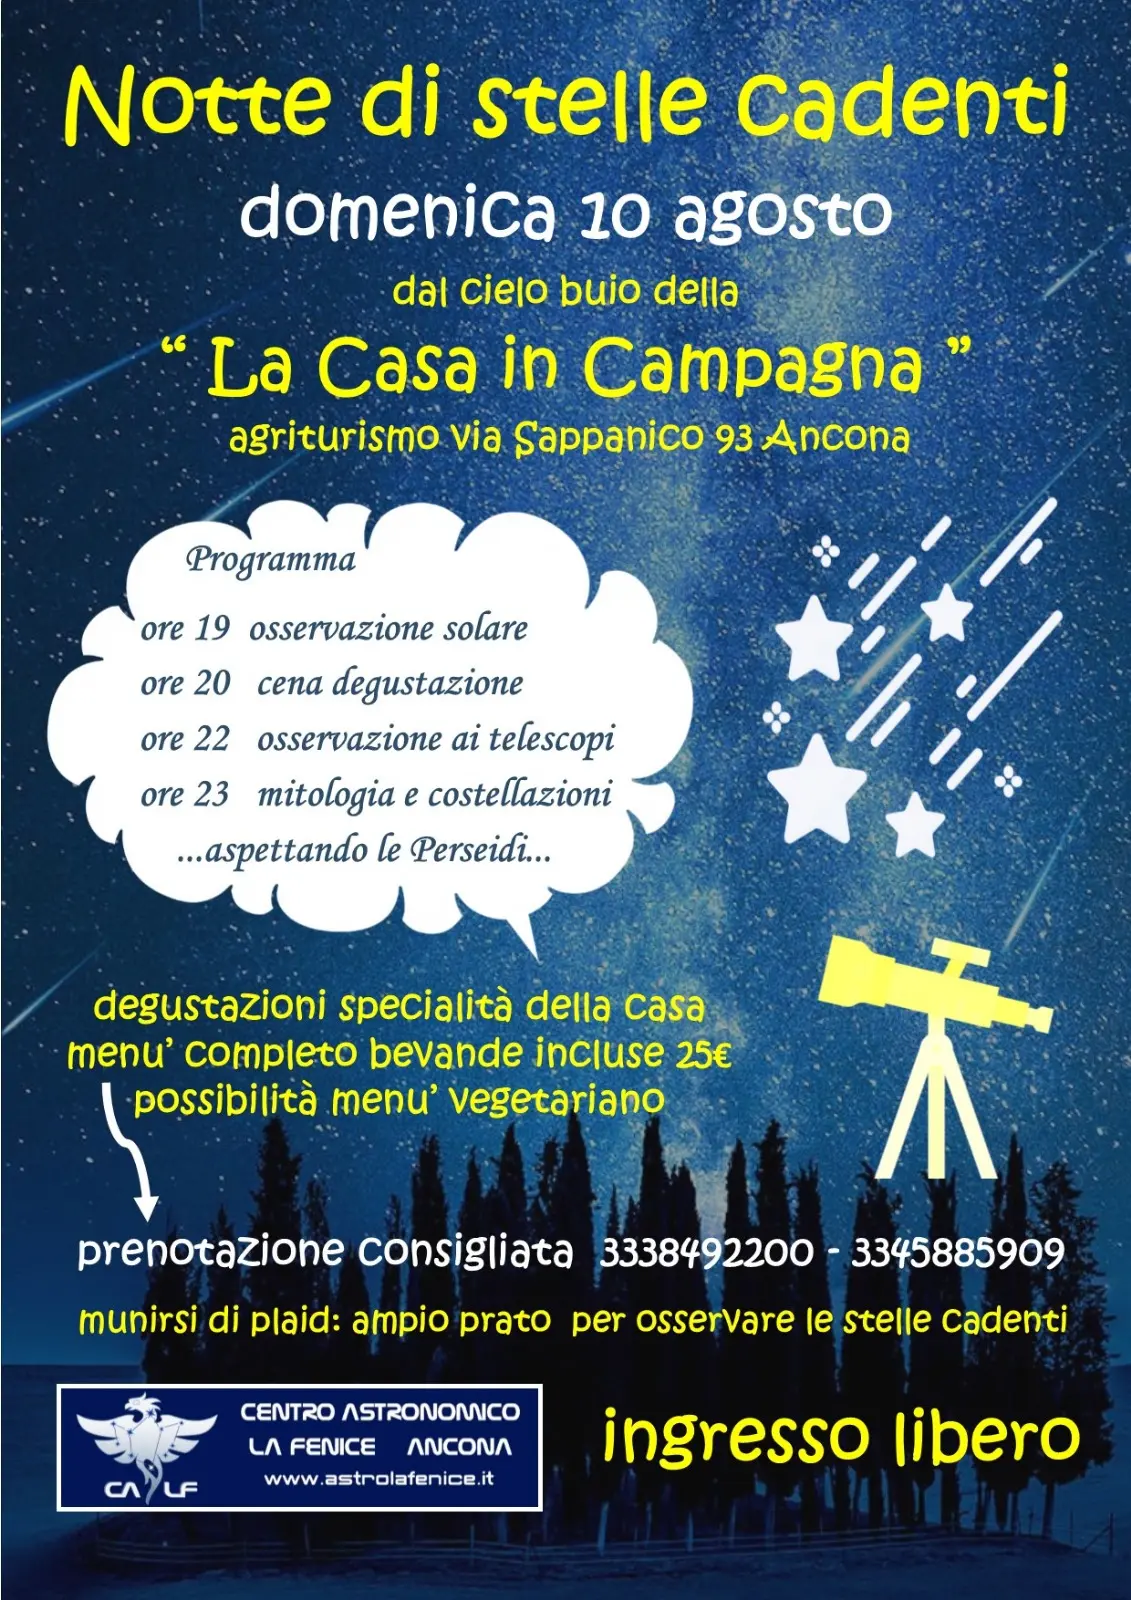 Notte di stelle cadenti
domenica 10 agosto
dal cielo buio della
“ La Casa in Campagna ”
agriturismo via Sappanico 93 Ancona
Programma
ore 19 osservazione solare
ore 20 cena degustazione
ore 22 osservazione ai telescopi
ore 23 mitologia e costellazioni
...aspettando le Perseidi...
degustazioni specialità della casa
menu’ completo bevande incluse 25€
possibilità menu’ vegetariano
prenotazione consigliata 3338492200 - 3345885909
munirsi di plaid: ampio prato per osservare le stelle cadenti
CENTRO ASTRONOMICO
LA FENICE ANCONA
www.astrolafenice.it
CA LF
ingresso libero